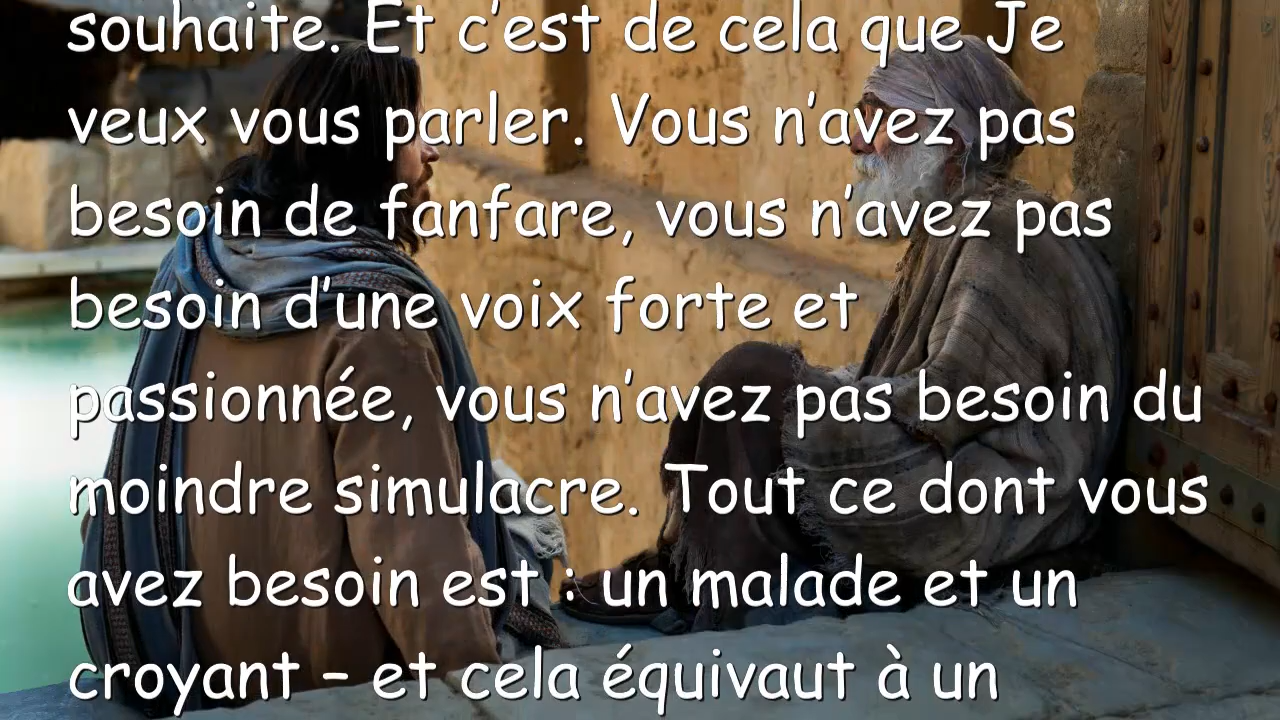 souhaite. Et c'est de cela que Je
veux vous parler. Vous n'avez pas
besoin de fanfare, vous n'avez pas
besoin d'une voix forte et
passionnée, vous n'avez pas besoin du
moindre simulacre. Tout ce dont vous
avez besoin est : un malade et un
croyant – et cela équivaut à un